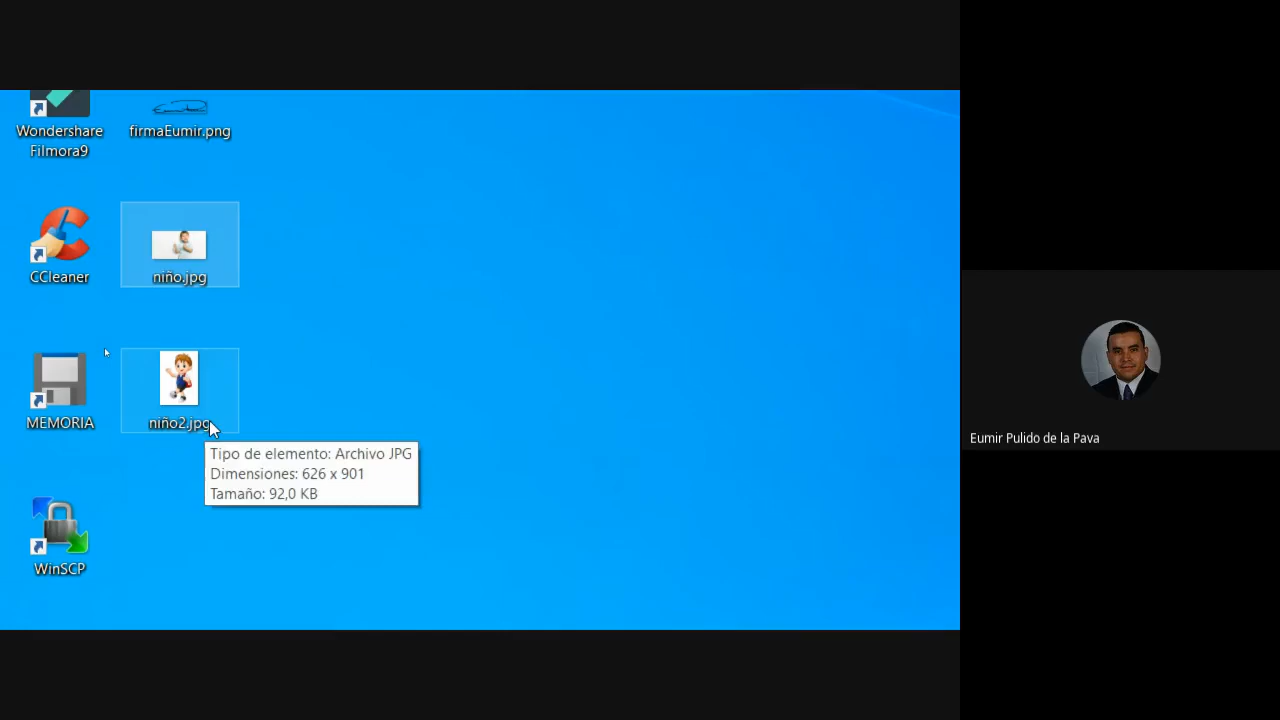 Wondershare
Filmora9
firmaEumir.png
CCleaner
niño.jpg
MEMORIA
niño2.jpg
Tipo de elemento: Archivo JPG
Dimensiones: 626 x 901
Tamaño: 92,0 KB
WinSCP
Eumir Pulido de la Pava